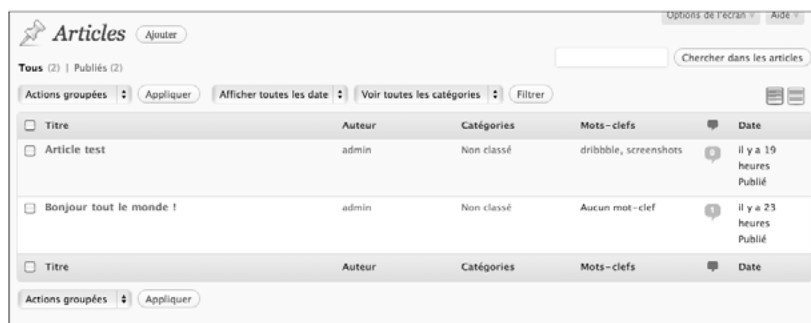 Options de l'écran Aide
Articles Ajouter
Chercher dans les articles
Tous (2) | Publiés (2)
Actions groupées Appliquer Afficher toutes les date Voir toutes les catégories Filtrer
Titre Auteur Catégories Mots-clefs Date
Article test admin Non classé dribbble, screenshots 0 il y a 19
heures
Publié
Bonjour tout le monde ! admin Non classé Aucun mot-clef 1 il y a 23
heures
Publié
Titre Auteur Catégories Mots-clefs Date
Actions groupées Appliquer